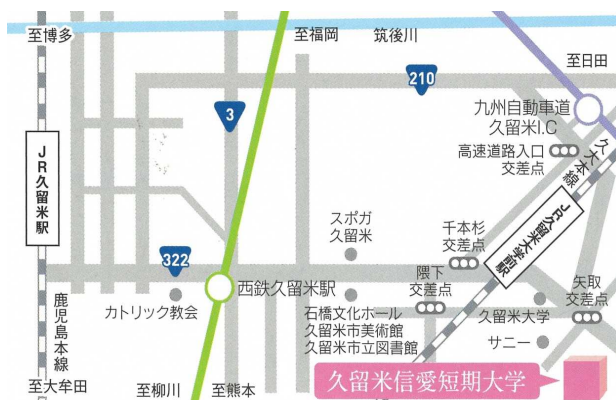 至博多
至福岡
筑後川
至日田
210
3
九州自動車道
久留米I.C
高速道路入口
交差点
久大本線
JR久留米駅
スポガ
久留米
千本杉
交差点
JR久留米大学前駅
322
西鉄久留米駅
隈下
交差点
矢取
交差点
カトリック教会
石橋文化ホール
久留米市美術館
久留米市立図書館
久留米大学
サニー
鹿児島本線
至大牟田
至柳川
至熊本
久留米信愛短期大学